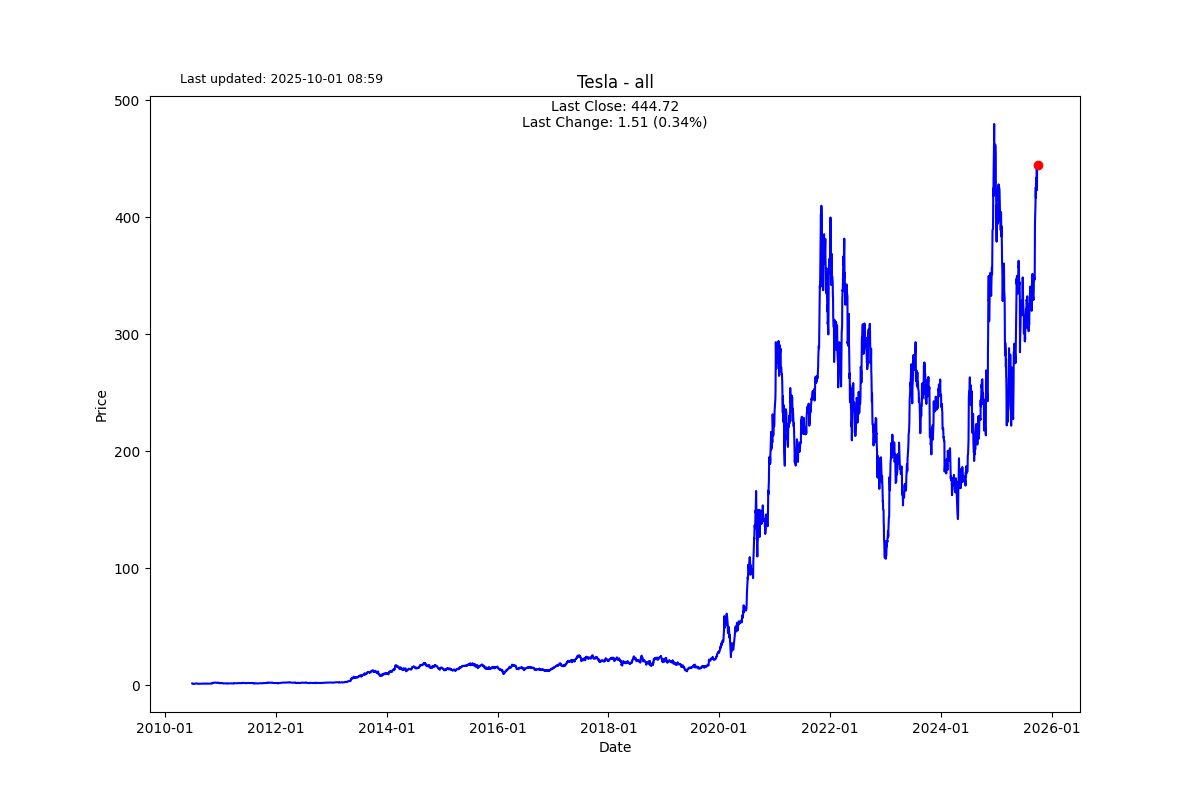 Last updated: 2025-10-01 08:59
Tesla - all
Last Close: 444.72
Last Change: 1.51 (0.34%)
500
400
300
200
100
0
Price
2010-01
2012-01
2014-01
2016-01
2018-01
2020-01
2022-01
2024-01
2026-01
Date